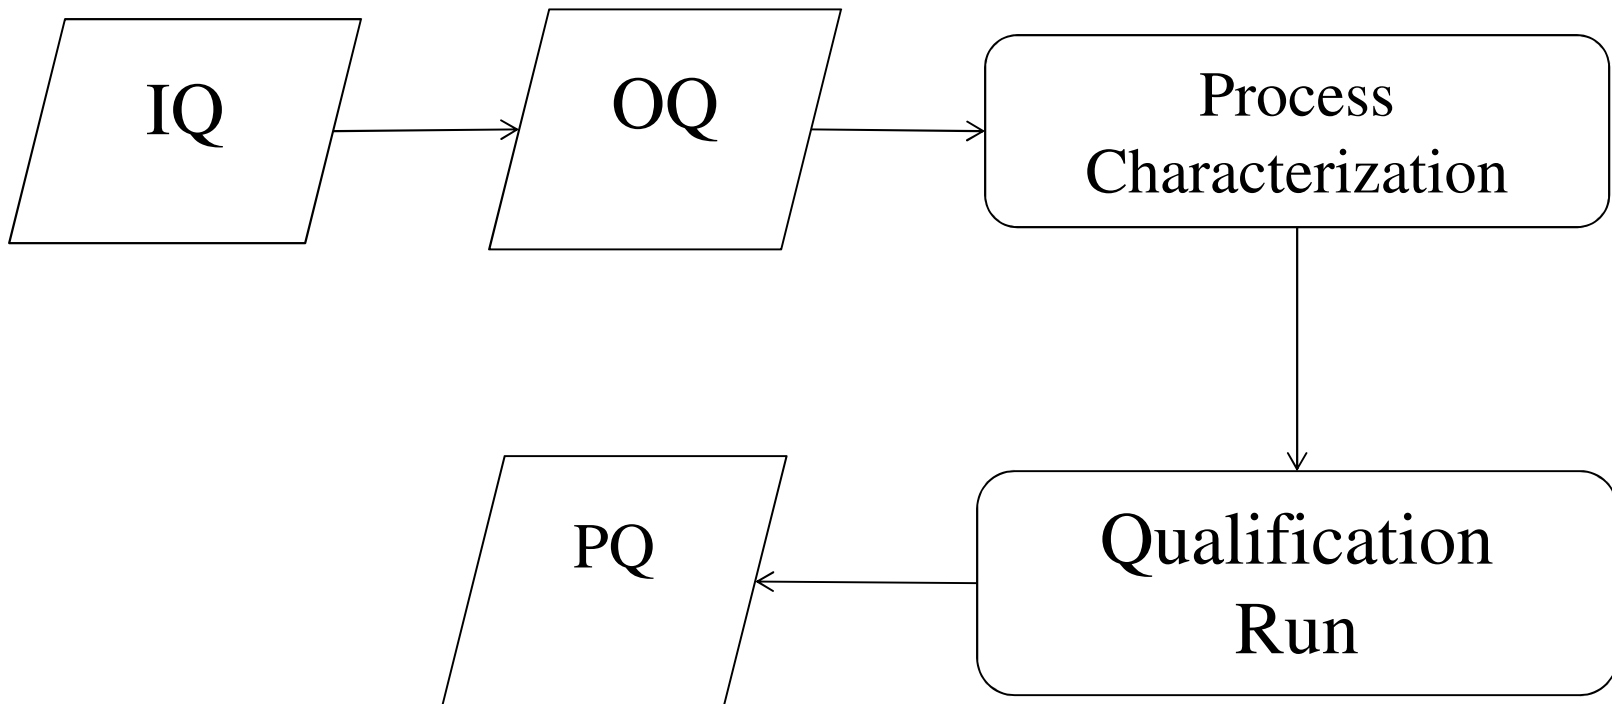 IQ
OQ
Process
Characterization
Qualification
Run
PQ